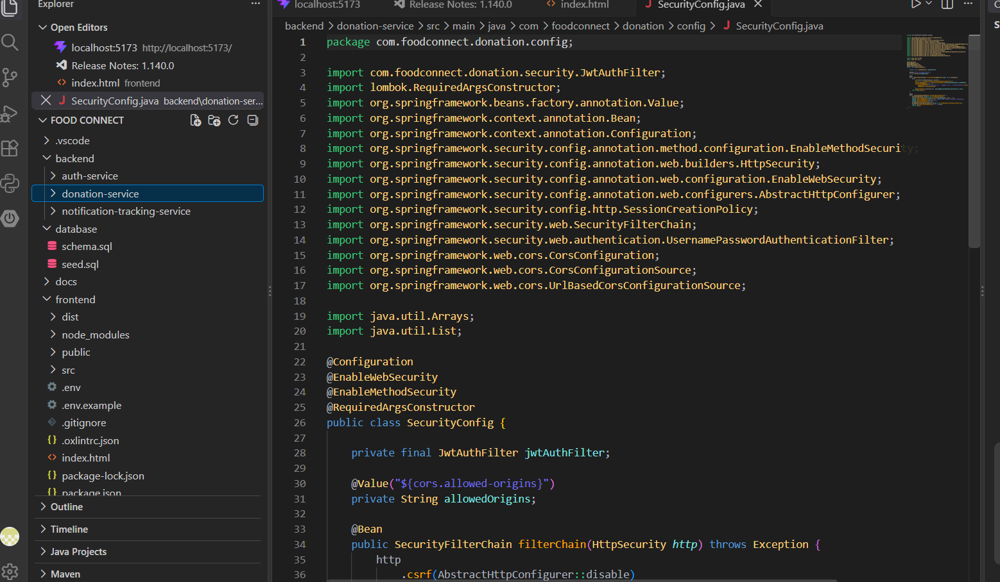 Explorer
Open Editors
localhost:5173 http://localhost:5173/
Release Notes: 1.140.0
index.html frontend
SecurityConfig.java backend\donation-ser...
FOOD CONNECT
.vscode
backend
auth-service
donation-service
notification-tracking-service
database
schema.sql
seed.sql
docs
frontend
dist
node_modules
public
src
.env
.env.example
.gitignore
.oxlintrc.json
index.html
package-lock.json
package.json
Outline
Timeline
Java Projects
Maven
localhost:5173 Release Notes: 1.140.0 index.html SecurityConfig.java
backend > donation-service > src > main > java > com > foodconnect > donation > config > SecurityConfig.java
1 package com.foodconnect.donation.config;
2
3 import com.foodconnect.donation.security.JwtAuthFilter;
4 import lombok.RequiredArgsConstructor;
5 import org.springframework.beans.factory.annotation.Value;
6 import org.springframework.context.annotation.Bean;
7 import org.springframework.context.annotation.Configuration;
8 import org.springframework.security.config.annotation.method.configuration.EnableMethodSecurity;
9 import org.springframework.security.config.annotation.web.builders.HttpSecurity;
10 import org.springframework.security.config.annotation.web.configuration.EnableWebSecurity;
11 import org.springframework.security.config.annotation.web.configurers.AbstractHttpConfigurer;
12 import org.springframework.security.config.http.SessionCreationPolicy;
13 import org.springframework.security.web.SecurityFilterChain;
14 import org.springframework.security.web.authentication.UsernamePasswordAuthenticationFilter;
15 import org.springframework.web.cors.CorsConfiguration;
16 import org.springframework.web.cors.CorsConfigurationSource;
17 import org.springframework.web.cors.UrlBasedCorsConfigurationSource;
18
19 import java.util.Arrays;
20 import java.util.List;
21
22 @Configuration
23 @EnableWebSecurity
24 @EnableMethodSecurity
25 @RequiredArgsConstructor
26 public class SecurityConfig {
27
28 private final JwtAuthFilter jwtAuthFilter;
29
30 @Value("${cors.allowed-origins}")
31 private String allowedOrigins;
32
33 @Bean
34 public SecurityFilterChain filterChain(HttpSecurity http) throws Exception {
35 http
36 .csrf(AbstractHttpConfigurer::disable)